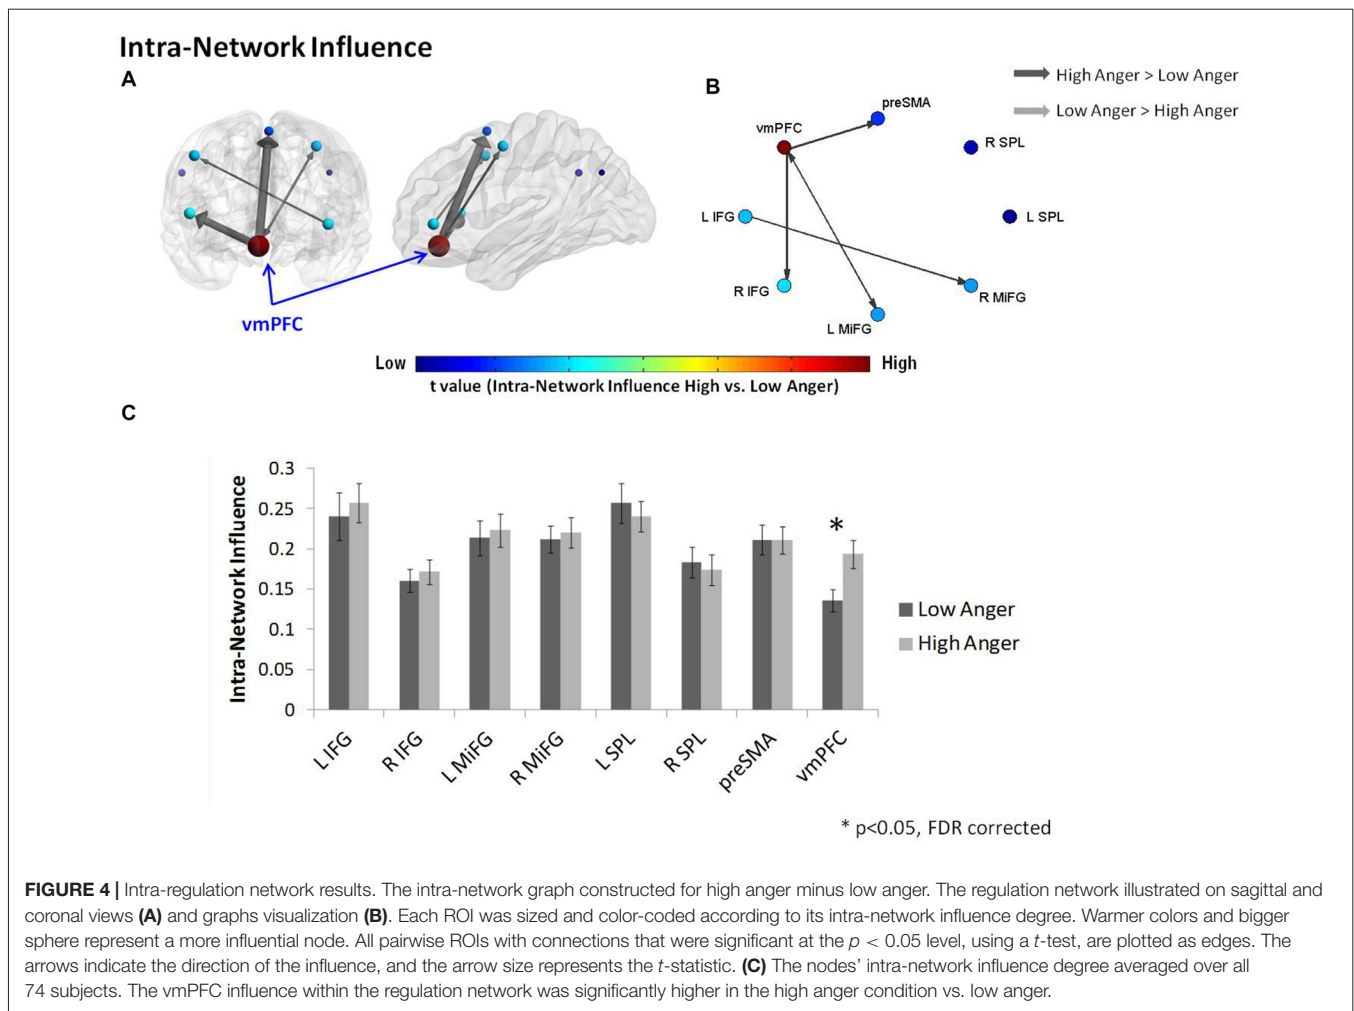 Intra-Network Influence
A
B
High Anger > Low Anger
Low Anger > High Anger
vmPFC
preSMA
vmPFC
R SPL
L IFG
L SPL
R IFG
R MiFG
L MiFG
Low
High
t value (Intra-Network Influence High vs. Low Anger)
C
Intra-Network Influence
0.3
0.25
0.2
0.15
0.1
0.05
0
*
Low Anger
High Anger
L IFG
R IFG
L MiFG
R MiFG
L SPL
R SPL
preSMA
vmPFC
* p<0.05, FDR corrected
FIGURE 4 | Intra-regulation network results. The intra-network graph constructed for high anger minus low anger. The regulation network illustrated on sagittal and
coronal views (A) and graphs visualization (B). Each ROI was sized and color-coded according to its intra-network influence degree. Warmer colors and bigger
sphere represent a more influential node. All pairwise ROIs with connections that were significant at the p < 0.05 level, using a t-test, are plotted as edges. The
arrows indicate the direction of the influence, and the arrow size represents the t-statistic. (C) The nodes' intra-network influence degree averaged over all
74 subjects. The vmPFC influence within the regulation network was significantly higher in the high anger condition vs. low anger.